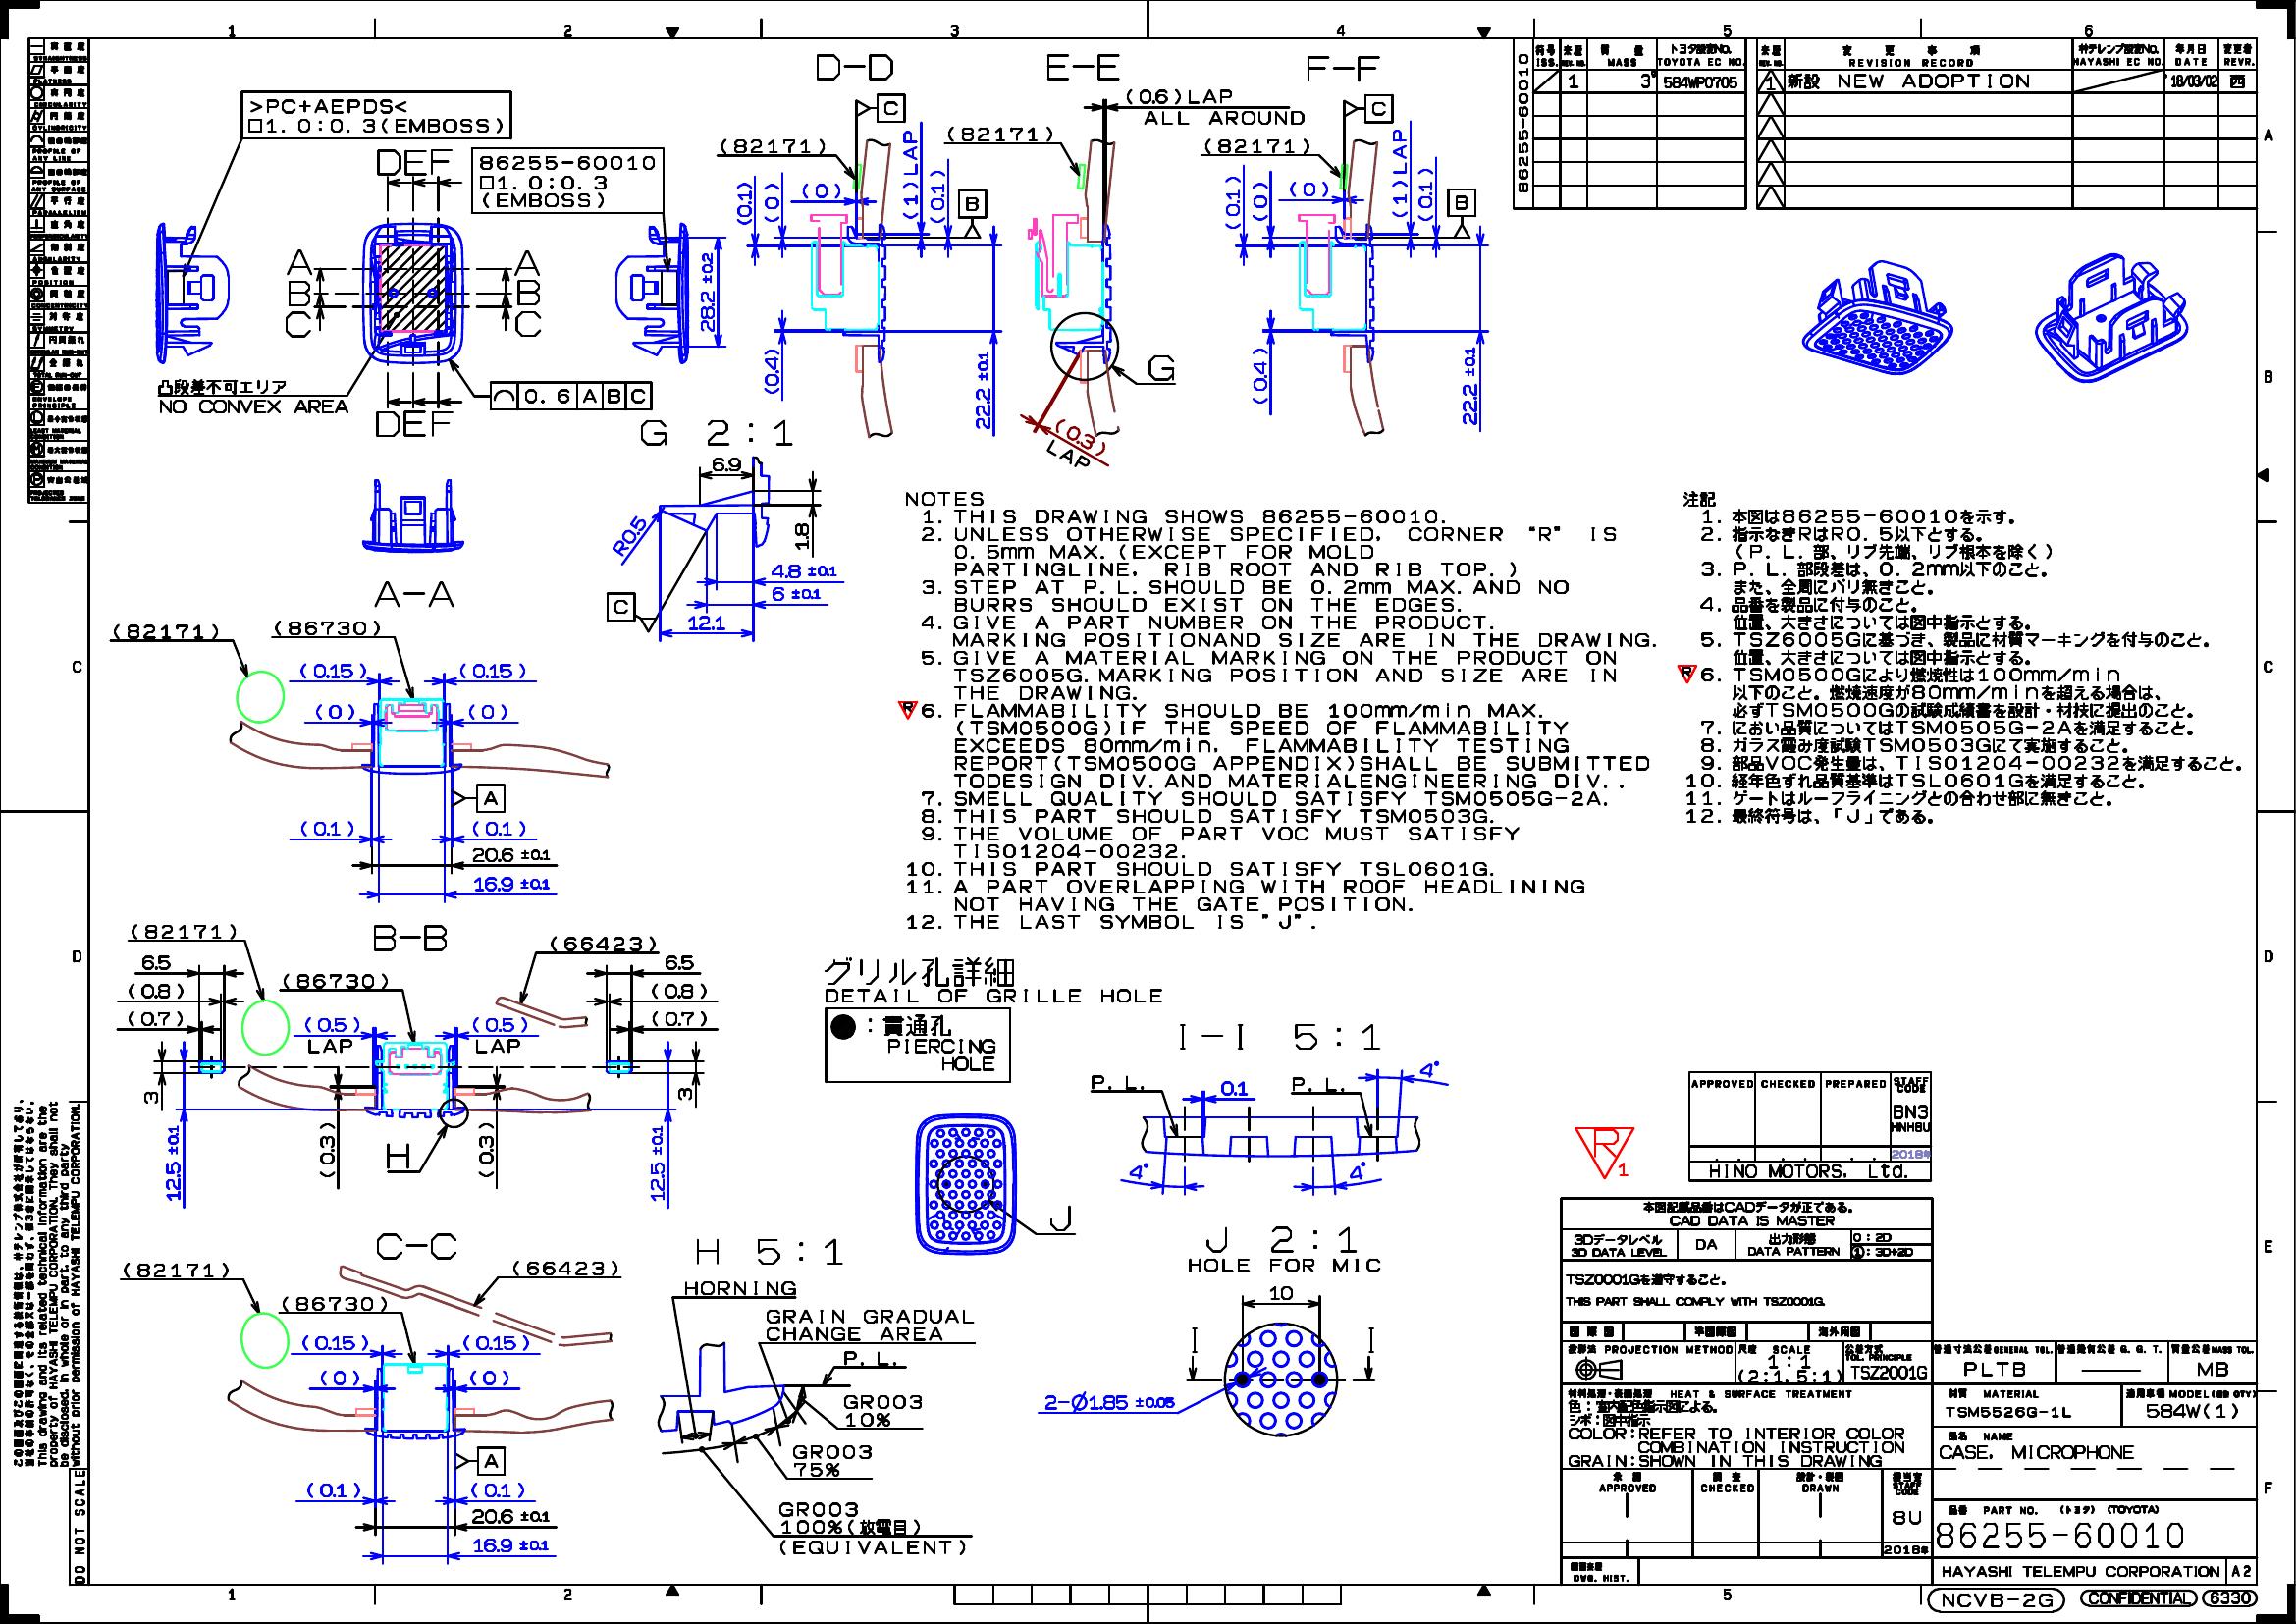 >PC+AEPDS<
□1.0:0.3(EMBOSS)
DEF
86255-60010
□1.0:0.3
(EMBOSS)
A
B
C
A
B
C
28.2 ±0.2
凸段差不可エリア
NO CONVEX AREA
DEF
0.6 A B C
D-D
(82171)
C
(0)
(0.1)
(0)
(1)LAP
(0.1)
B
(0.4)
22.2 ±0.1
E-E
(0.6)LAP
ALL AROUND
(82171)
G
(0.3)
LAP
F-F
(82171)
C
(0)
(0.1)
(0)
(1)LAP
(0.1)
B
(0.4)
22.2 ±0.1
86255-60010
符号 来歴 質量 トヨタ設変NO.
ISS. MASS TOYOTA EC NO.
1 3 584WP0705
来歴 変更事項 林テレンプ設変NO. 年月日 変更者
REVISION RECORD HAYASHI EC NO. DATE REVR.
1 新設 NEW ADOPTION 18/03/02 西
G 2:1
6.9
R0.5
1.8
4.8 ±0.1
6 ±0.1
C
12.1
A-A
(82171)
(86730)
(0.15) (0.15)
(0) (0)
A
(0.1) (0.1)
20.6 ±0.1
16.9 ±0.1
NOTES
1. THIS DRAWING SHOWS 86255-60010.
2. UNLESS OTHERWISE SPECIFIED, CORNER "R" IS
0.5mm MAX.(EXCEPT FOR MOLD
PARTINGLINE, RIB ROOT AND RIB TOP.)
3. STEP AT P.L.SHOULD BE 0.2mm MAX.AND NO
BURRS SHOULD EXIST ON THE EDGES.
4. GIVE A PART NUMBER ON THE PRODUCT.
MARKING POSITIONAND SIZE ARE IN THE DRAWING.
5. GIVE A MATERIAL MARKING ON THE PRODUCT ON
TSZ6005G.MARKING POSITION AND SIZE ARE IN
THE DRAWING.
R 6. FLAMMABILITY SHOULD BE 100mm/min MAX.
(TSM0500G)IF THE SPEED OF FLAMMABILITY
EXCEEDS 80mm/min, FLAMMABILITY TESTING
REPORT(TSM0500G APPENDIX)SHALL BE SUBMITTED
TODESIGN DIV.AND MATERIALENGINEERING DIV..
7. SMELL QUALITY SHOULD SATISFY TSM0505G-2A.
8. THIS PART SHOULD SATISFY TSM0503G.
9. THE VOLUME OF PART VOC MUST SATISFY
TIS01204-00232.
10. THIS PART SHOULD SATISFY TSL0601G.
11. A PART OVERLAPPING WITH ROOF HEADLINING
NOT HAVING THE GATE POSITION.
12. THE LAST SYMBOL IS "J".
注記
1. 本図は86255-60010を示す。
2. 指示なきRはR0.5以下とする。
(P.L.部、リブ先端、リブ根本を除く)
3. P.L.部段差は、0.2mm以下のこと。
また、全周にバリ無きこと。
4. 品番を製品に付与のこと。
位置、大きさについては図中指示とする。
5. TSZ6005Gに基づき、製品に材質マーキングを付与のこと。
位置、大きさについては図中指示とする。
R 6. TSM0500Gにより燃焼性は100mm/min
以下のこと。燃焼速度が80mm/minを超える場合は、
必ずTSM0500Gの試験成績書を設計・材技に提出のこと。
7. におい品質についてはTSM0505G-2Aを満足すること。
8. ガラス霞み度試験TSM0503Gにて実施すること。
9. 部品VOC発生量は、TIS01204-00232を満足すること。
10. 経年色ずれ品質基準はTSL0601Gを満足すること。
11. ゲートはルーフライニングとの合わせ部に無きこと。
12. 最終符号は、「J」である。
B-B
(82171)
(86730)
(66423)
6.5 6.5
(0.8) (0.8)
(0.7) (0.7)
(0.5) (0.5)
LAP LAP
3 3
(0.3) (0.3)
H
12.5 ±0.1 12.5 ±0.1
C-C
(82171)
(86730)
(66423)
(0.15) (0.15)
(0) (0)
A
(0.1) (0.1)
20.6 ±0.1
16.9 ±0.1
グリル孔詳細
DETAIL OF GRILLE HOLE
●:貫通孔
PIERCING
HOLE
J
I-I 5:1
P.L. 0.1 P.L. 4°
4° 4°
H 5:1
HORNING
GRAIN GRADUAL
CHANGE AREA
P.L.
GR003
10%
GR003
75%
GR003
100%(放電目)
(EQUIVALENT)
J 2:1
HOLE FOR MIC
10
I I
2-Ø1.85 ±0.05
R 1
APPROVED CHECKED PREPARED STAFF CODE
BN3
HNH8U
2018年
HINO MOTORS, Ltd.
本図記載品番はCADデータが正である。
CAD DATA IS MASTER
3Dデータレベル
3D DATA LEVEL
DA
出力形態
DATA PATTERN
0:2D
①:3D+2D
TSZ0001Gを遵守すること。
THIS PART SHALL COMPLY WITH TSZ0001G.
投影法 PROJECTION METHOD 尺度 SCALE 公差方式 TOL. PRINCIPLE
1:1
(2:1,5:1)
TSZ2001G
普通寸法公差GENERAL TOL. 普通幾何公差G.G.T. 質量公差MASS TOL.
PLTB
MB
材料処理・表面処理 HEAT & SURFACE TREATMENT
色:室内配色指示図による。
シボ:図中指示
COLOR:REFER TO INTERIOR COLOR
COMBINATION INSTRUCTION
GRAIN:SHOWN IN THIS DRAWING
材質 MATERIAL
TSM5526G-1L
適用車種 MODEL
584W(1)
品名 NAME
CASE, MICROPHONE
承認 APPROVED
調査 CHECKED
設計・製図 DRAWN
担当室 STAFF CODE
8U
2018年
品番 PART NO. (トヨタ) (TOYOTA)
86255-60010
DWG. HIST.
HAYASHI TELEMPU CORPORATION A2
NCVB-2G CONFIDENTIAL 6330
This drawing and its related technical information are the
property of HAYASHI TELEMPU CORPORATION. They shall not
be disclosed, in whole or in part, to any third party
without prior permission of HAYASHI TELEMPU CORPORATION.
DO NOT SCALE